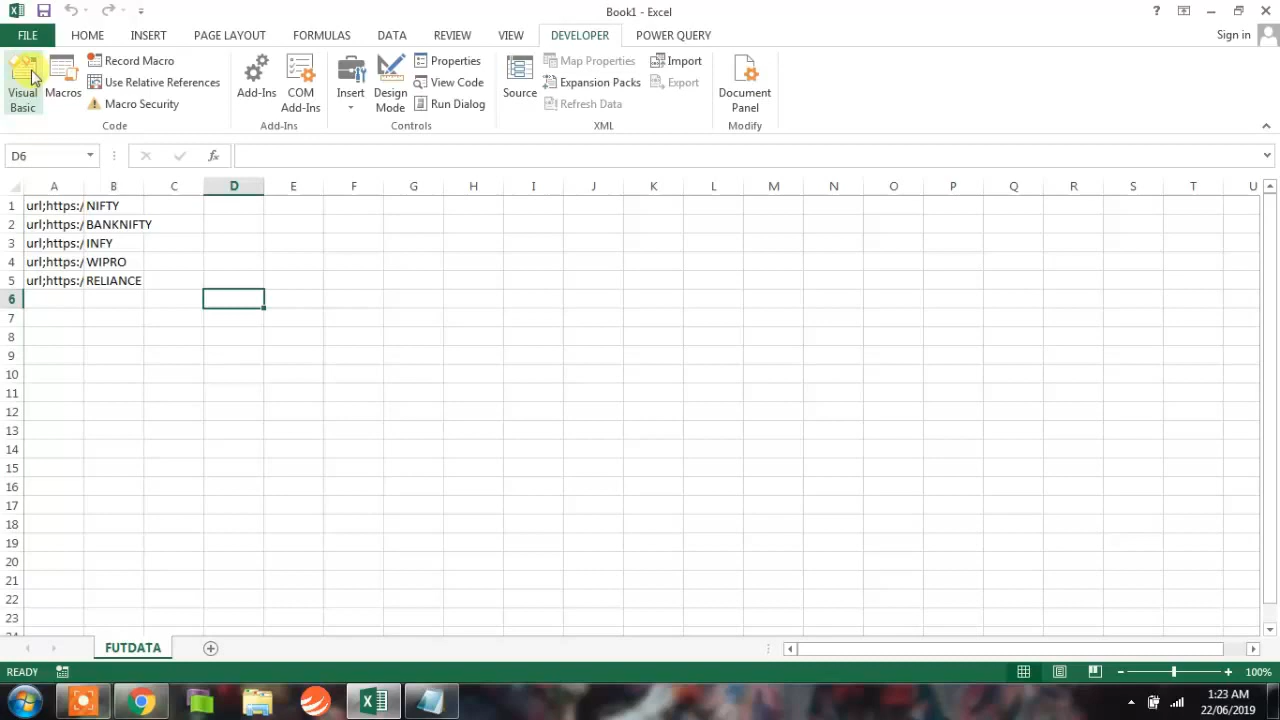 Book1 - Excel
?
FILE HOME INSERT PAGE LAYOUT FORMULAS DATA REVIEW VIEW DEVELOPER POWER QUERY Sign in
Visual Basic
Macros
Record Macro
Use Relative References
Macro Security
Code
Add-Ins
COM Add-Ins
Add-Ins
Insert
Design Mode
Properties
View Code
Run Dialog
Controls
Source
Map Properties
Expansion Packs
Refresh Data
Import
Export
XML
Document Panel
Modify
D6 fx
A B C D E F G H I J K L M N O P Q R S T U
1 url;https:/ NIFTY
2 url;https:/ BANKNIFTY
3 url;https:/ INFY
4 url;https:/ WIPRO
5 url;https:/ RELIANCE
6
7
8
9
10
11
12
13
14
15
16
17
18
19
20
21
22
23
24
FUTDATA
READY 100%
1:23 AM
22/06/2019